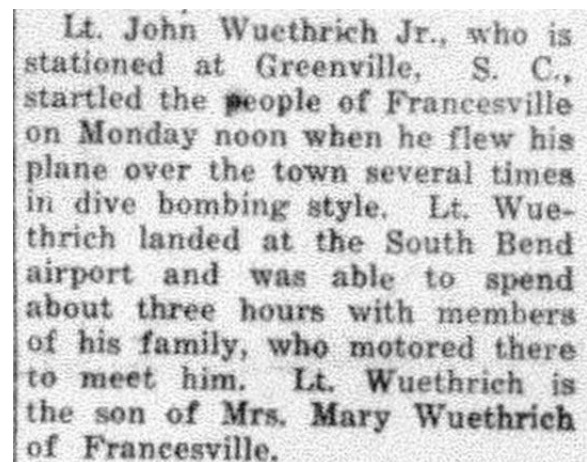 Lt. John Wuethrich Jr., who is
stationed at Greenville, S. C.,
startled the people of Francesville
on Monday noon when he flew his
plane over the town several times
in dive bombing style. Lt. Wue-
thrich landed at the South Bend
airport and was able to spend
about three hours with members
of his family, who motored there
to meet him. Lt. Wuethrich is
the son of Mrs. Mary Wuethrich
of Francesville.